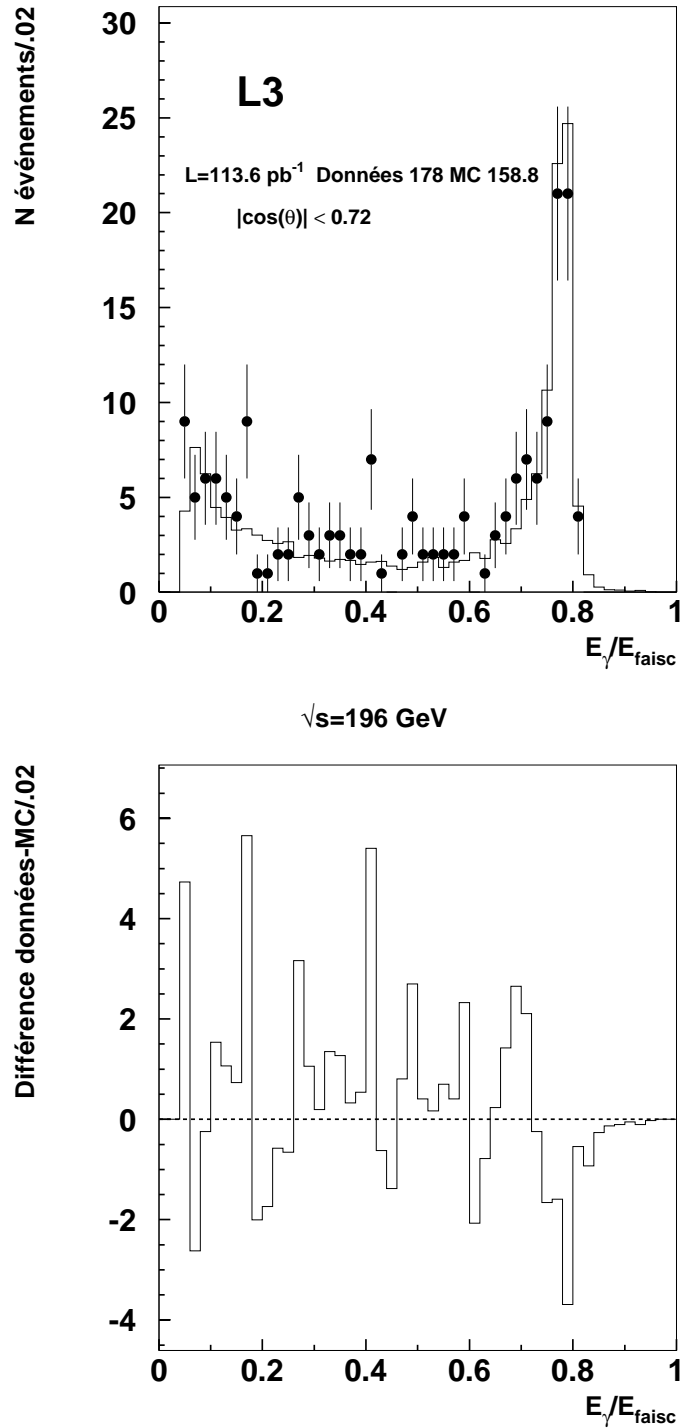 N événements/.02
30
25
20
15
10
5
0
L3
L=113.6 pb⁻¹ Données 178 MC 158.8
|cos(θ)| < 0.72
0 0.2 0.4 0.6 0.8 1
Eγ/Efaisc
√s=196 GeV
Différence données-MC/.02
6
4
2
0
-2
-4
0 0.2 0.4 0.6 0.8 1
Eγ/Efaisc